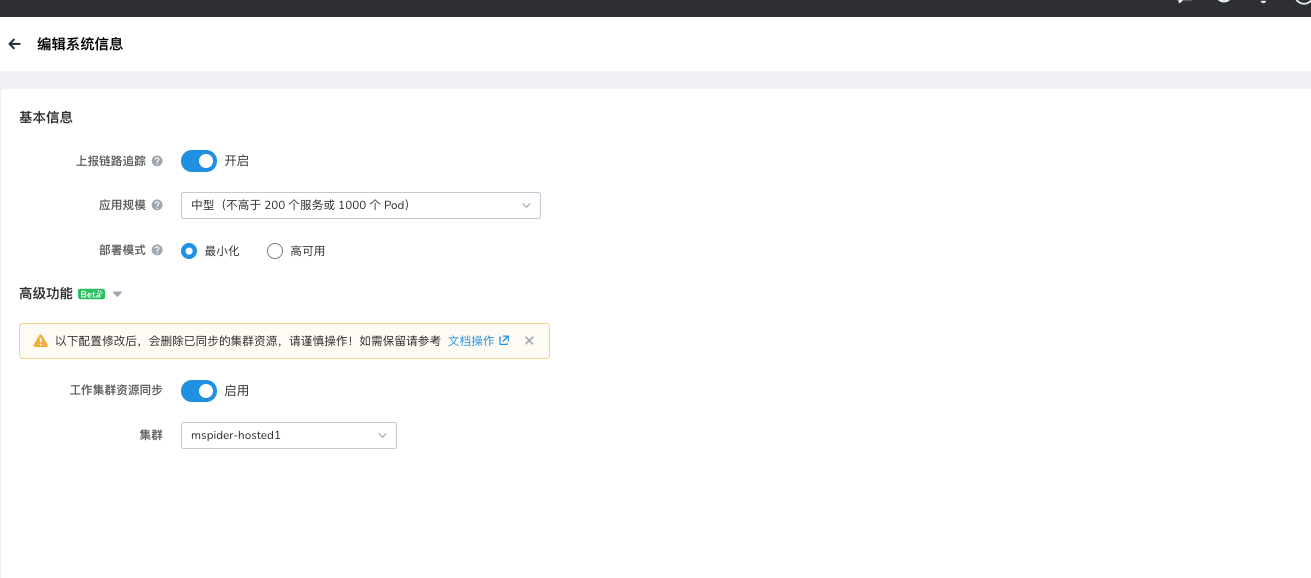 编辑系统信息
基本信息
上报链路追踪 开启
应用规模 中型（不高于 200 个服务或 1000 个 Pod）
部署模式 最小化 高可用
高级功能 Beta
以下配置修改后，会删除已同步的集群资源，请谨慎操作！如需保留请参考 文档操作
工作集群资源同步 启用
集群 mspider-hosted1